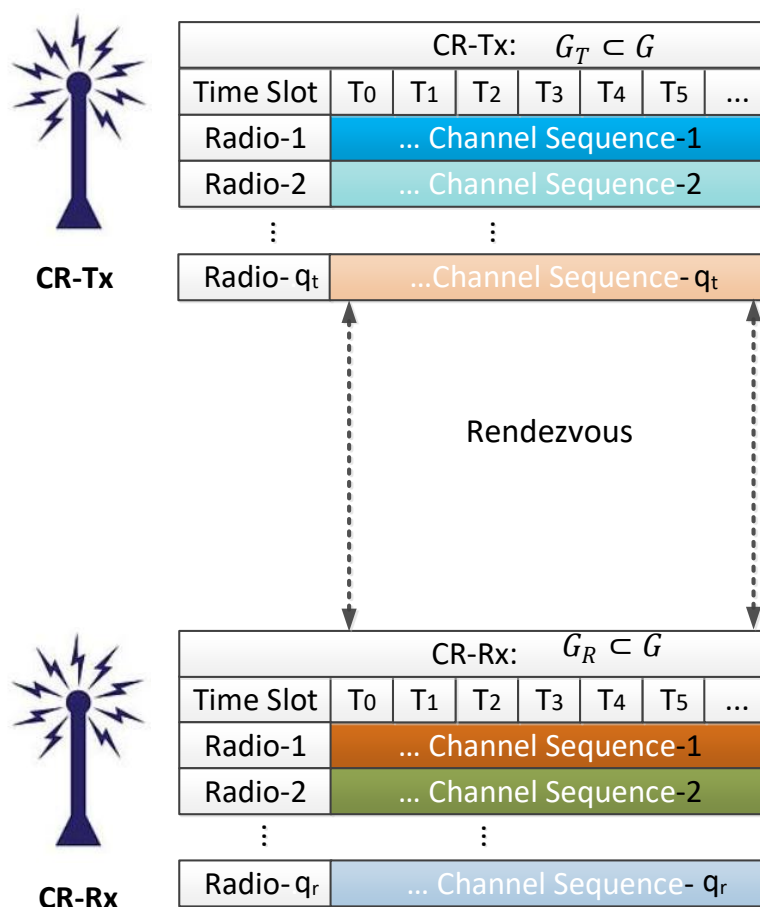 CR-Tx: G_T ⊂ G
Time Slot T0 T1 T2 T3 T4 T5 ...
Radio-1 ... Channel Sequence-1
Radio-2 ... Channel Sequence-2
⋮ ⋮
CR-Tx
Radio- qt ...Channel Sequence- qt
Rendezvous
CR-Rx: G_R ⊂ G
Time Slot T0 T1 T2 T3 T4 T5 ...
Radio-1 ... Channel Sequence-1
Radio-2 ... Channel Sequence-2
⋮ ⋮
Radio- qr ... Channel Sequence- qr
CR-Rx